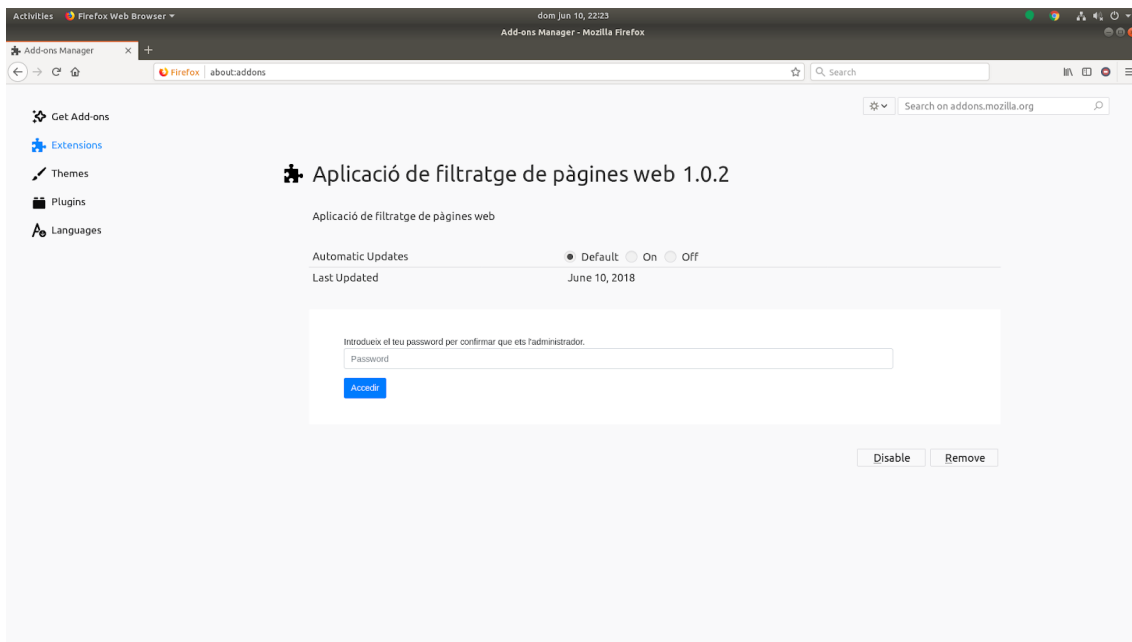 Activities Firefox Web Browser dom jun 10, 22:23
Add-ons Manager - Mozilla Firefox
Add-ons Manager
Firefox about:addons Search
Search on addons.mozilla.org
Get Add-ons
Extensions
Themes
Plugins
Languages
Aplicació de filtratge de pàgines web 1.0.2
Aplicació de filtratge de pàgines web
Automatic Updates Default On Off
Last Updated June 10, 2018
Introdueix el teu password per confirmar que ets l'administrador.
Password
Accedir
Disable Remove